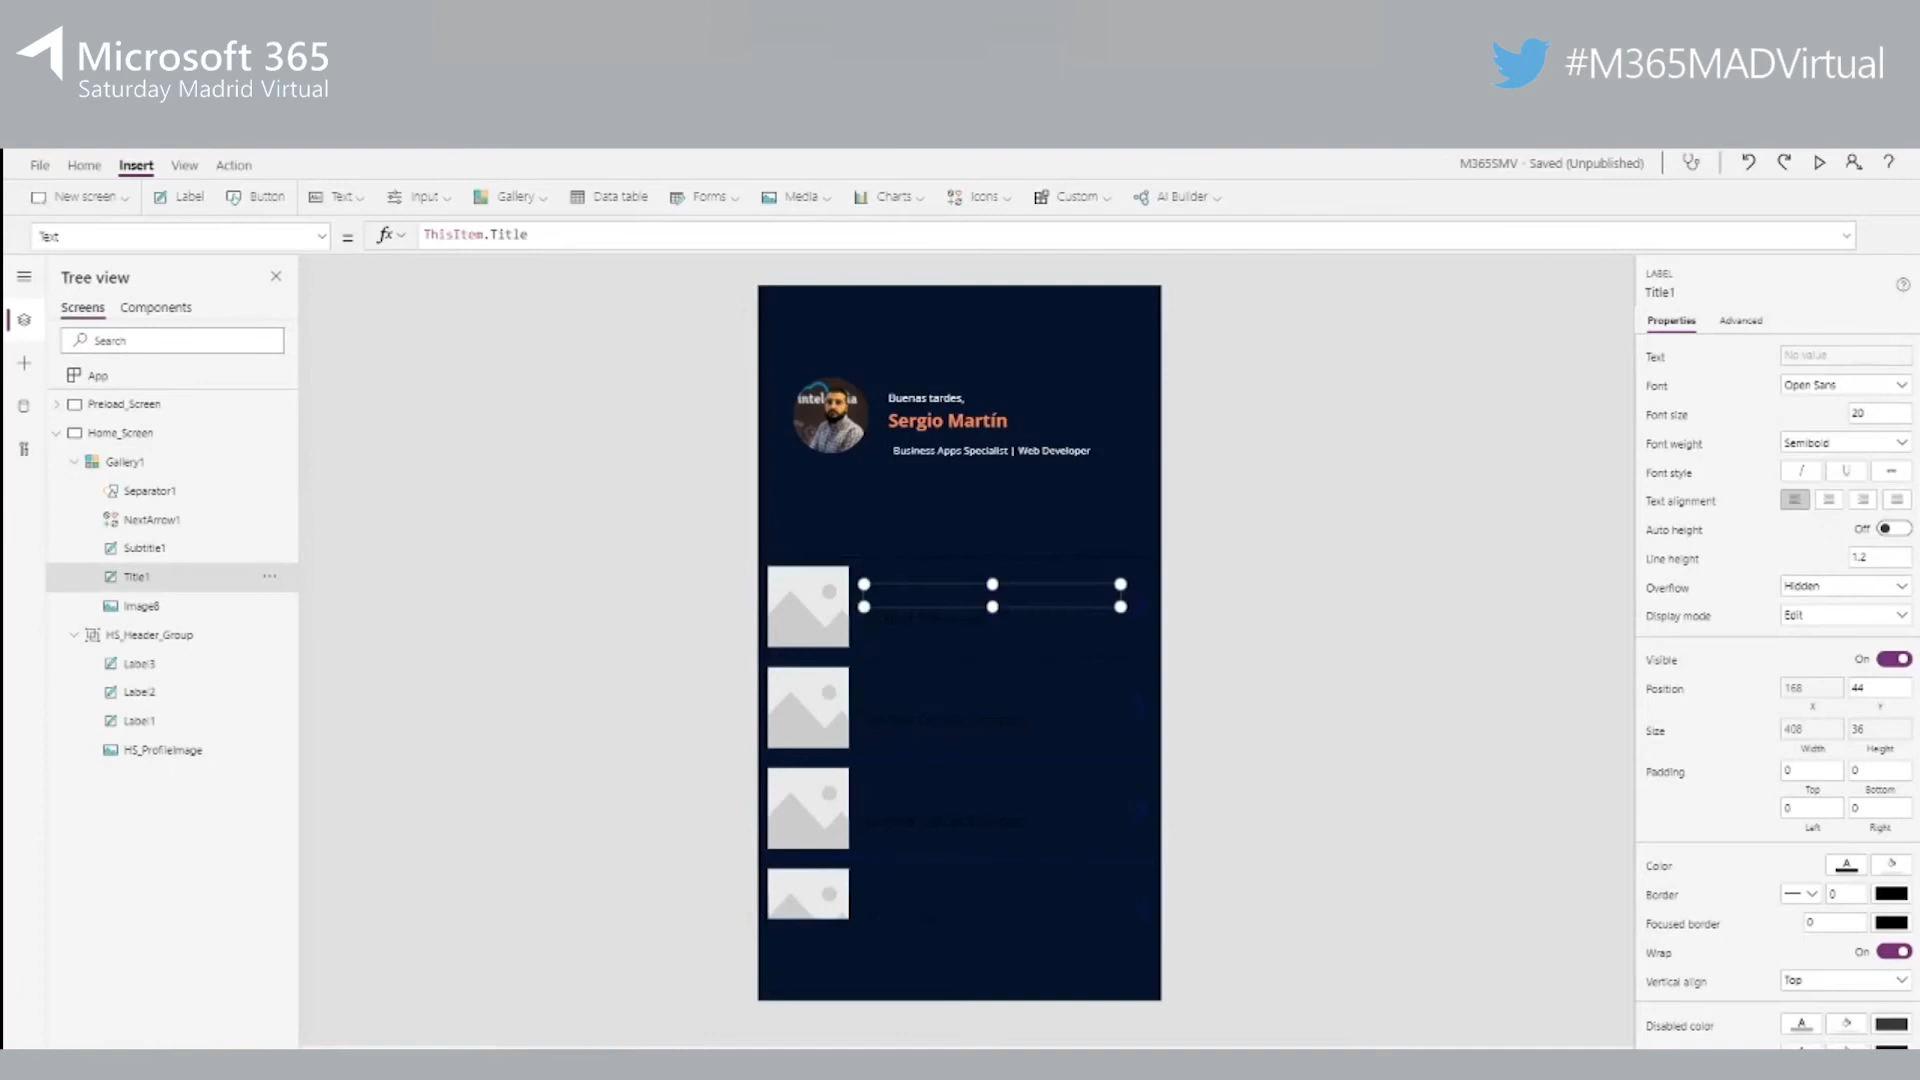 Microsoft 365
Saturday Madrid Virtual
#M365MADVirtual
File Home Insert View Action
M365SMV - Saved (Unpublished)
New screen Label Button Text Input Gallery Data table Forms Media Charts Icons Custom AI Builder
Text = fx ThisItem.Title
Tree view
Screens Components
Search
App
Preload_Screen
Home_Screen
Gallery1
Separator1
NextArrow1
Subtitle1
Title1
Image8
HS_Header_Group
Label3
Label2
Label1
HS_ProfileImage
Buenas tardes,
Sergio Martín
Business Apps Specialist | Web Developer
LABEL
Title1
Properties Advanced
Text No value
Font Open Sans
Font size 20
Font weight Semibold
Font style
Text alignment
Auto height Off
Line height 1.2
Overflow Hidden
Display mode Edit
Visible On
Position 168 44
X Y
Size 408 36
Width Height
Padding 0 0
Top Bottom
0 0
Left Right
Color
Border 0
Focused border 0
Wrap On
Vertical align Top
Disabled color